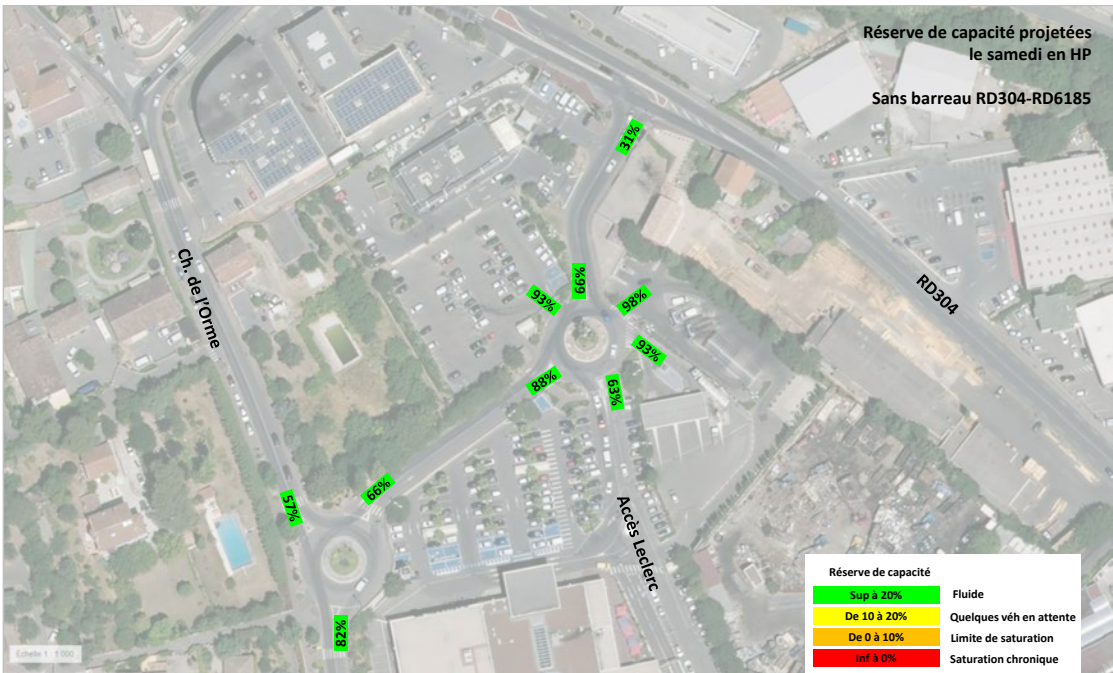 Réserve de capacité projetées
le samedi en HP
Sans barreau RD304-RD6185
31%
Ch. de l'Orme
RD304
66%
93%
98%
93%
88%
63%
66%
57%
Accès Leclerc
82%
Réserve de capacité
Sup à 20% Fluide
De 10 à 20% Quelques véh en attente
De 0 à 10% Limite de saturation
Inf à 0% Saturation chronique
Echelle 1 : 1 000